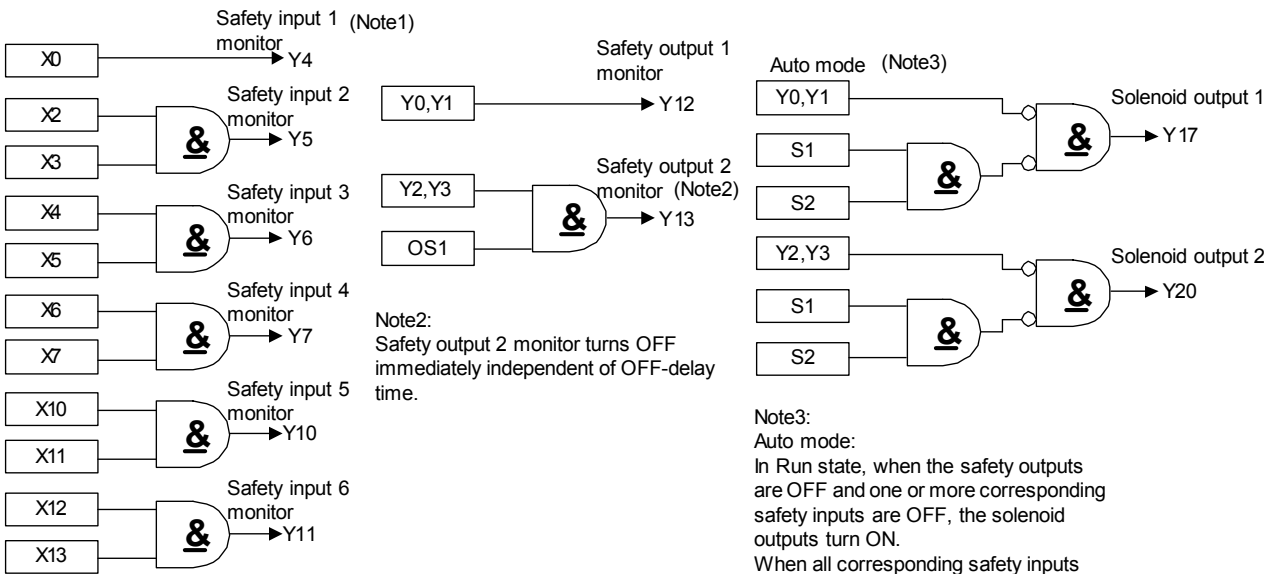 Safety input 1 (Note1)
monitor
X0
Y4
Safety input 2
monitor
X2
X3
&
Y5
Safety input 3
monitor
X4
X5
&
Y6
Safety input 4
monitor
X6
X7
&
Y7
Safety input 5
monitor
X10
X11
&
Y10
Safety input 6
monitor
X12
X13
&
Y11
Safety output 1
monitor
Y0,Y1
Y12
Safety output 2
monitor (Note2)
Y2,Y3
OS1
&
Y13
Note2:
Safety output 2 monitor turns OFF
immediately independent of OFF-delay
time.
Auto mode (Note3)
Y0,Y1
S1
S2
&
&
Solenoid output 1
Y17
Y2,Y3
S1
S2
&
&
Solenoid output 2
Y20
Note3:
Auto mode:
In Run state, when the safety outputs
are OFF and one or more corresponding
safety inputs are OFF, the solenoid
outputs turn ON.
When all corresponding safety inputs